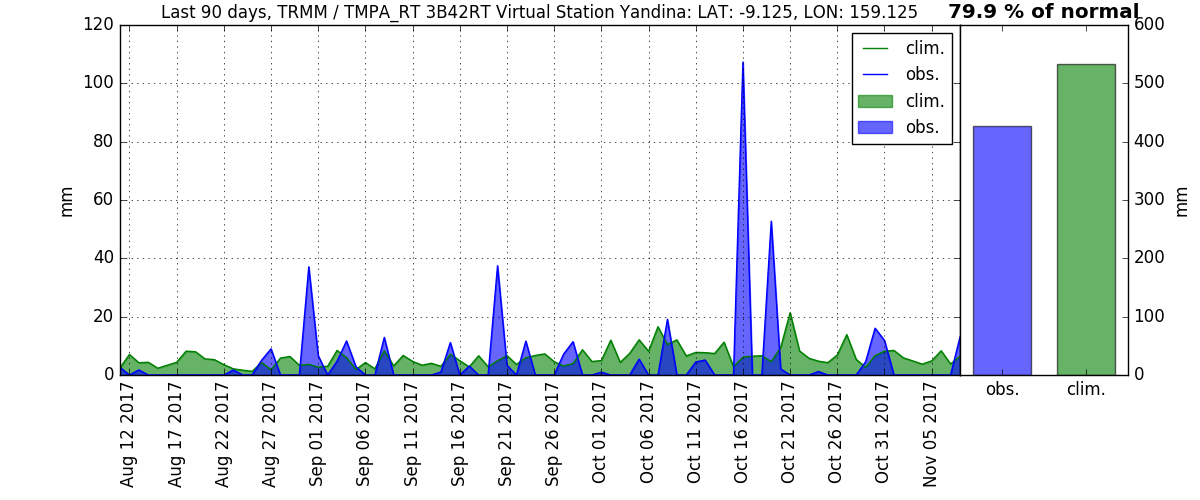 Last 90 days, TRMM / TMPA_RT 3B42RT Virtual Station Yandina: LAT: -9.125, LON: 159.125
79.9 % of normal
120
100
80
60
40
20
0
mm
clim.
obs.
clim.
obs.
600
500
400
300
200
100
0
mm
Aug 12 2017
Aug 17 2017
Aug 22 2017
Aug 27 2017
Sep 01 2017
Sep 06 2017
Sep 11 2017
Sep 16 2017
Sep 21 2017
Sep 26 2017
Oct 01 2017
Oct 06 2017
Oct 11 2017
Oct 16 2017
Oct 21 2017
Oct 26 2017
Oct 31 2017
Nov 05 2017
obs.
clim.